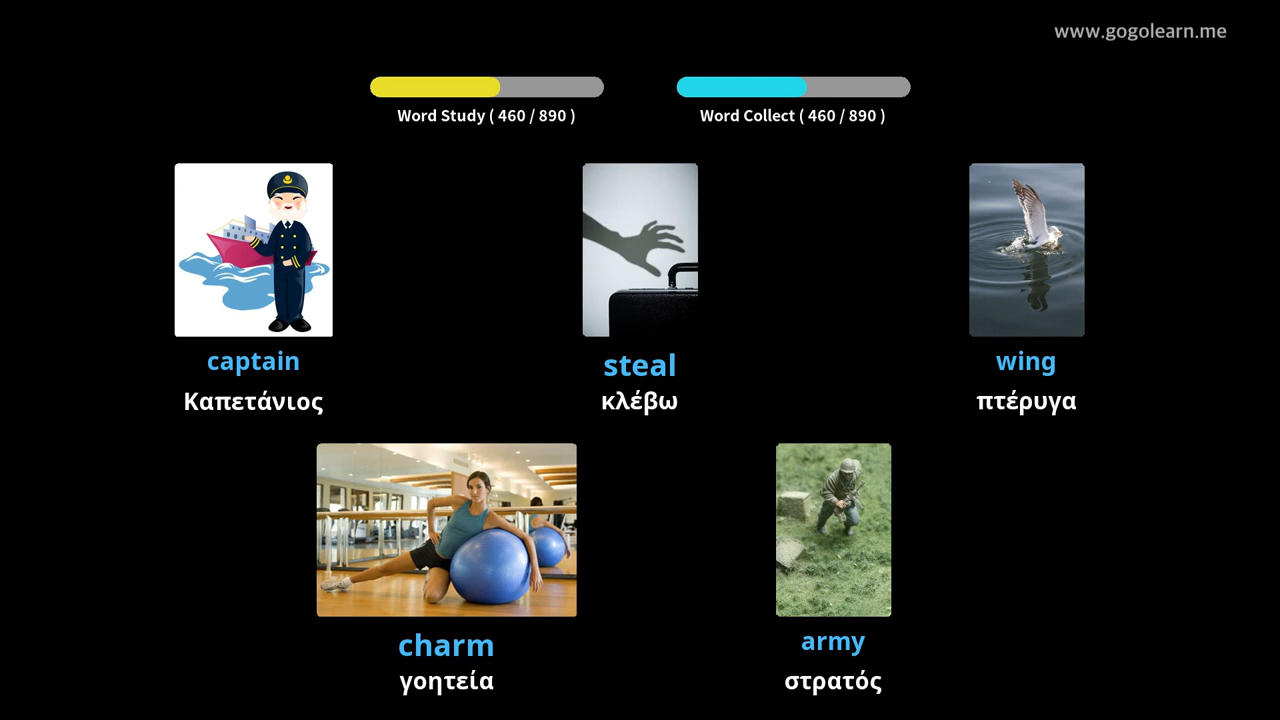 www.gogolearn.me
Word Study ( 460 / 890 )
Word Collect ( 460 / 890 )
captain
Καπετάνιος
steal
κλέβω
wing
πτέρυγα
charm
γοητεία
army
στρατός